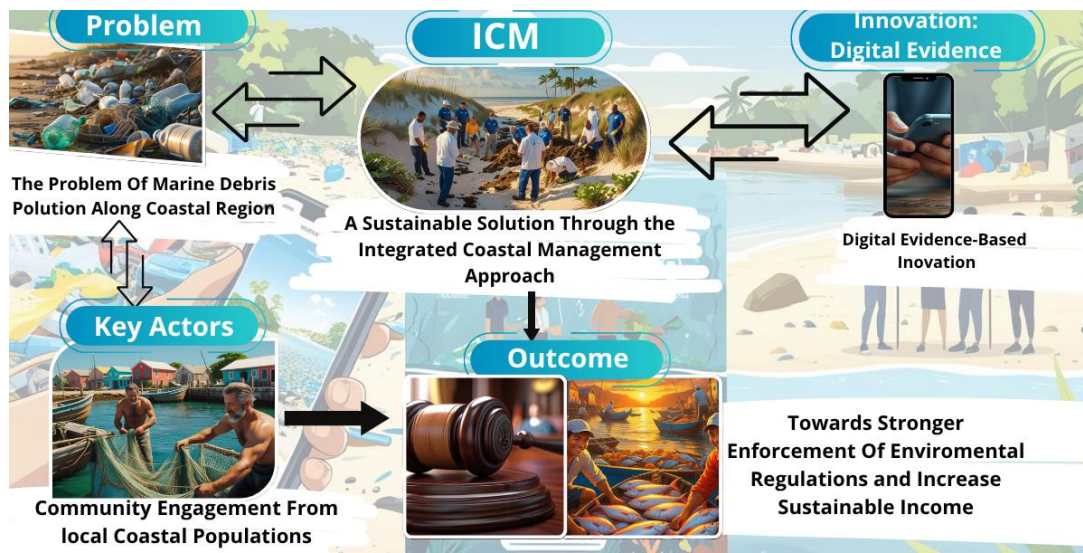 Problem
The Problem Of Marine Debris
Polution Along Coastal Region
ICM
A Sustainable Solution Through the
Integrated Coastal Management
Approach
Innovation:
Digital Evidence
Digital Evidence-Based
Inovation
Key Actors
Community Engagement From
local Coastal Populations
Outcome
Towards Stronger
Enforcement Of Enviromental
Regulations and Increase
Sustainable Income